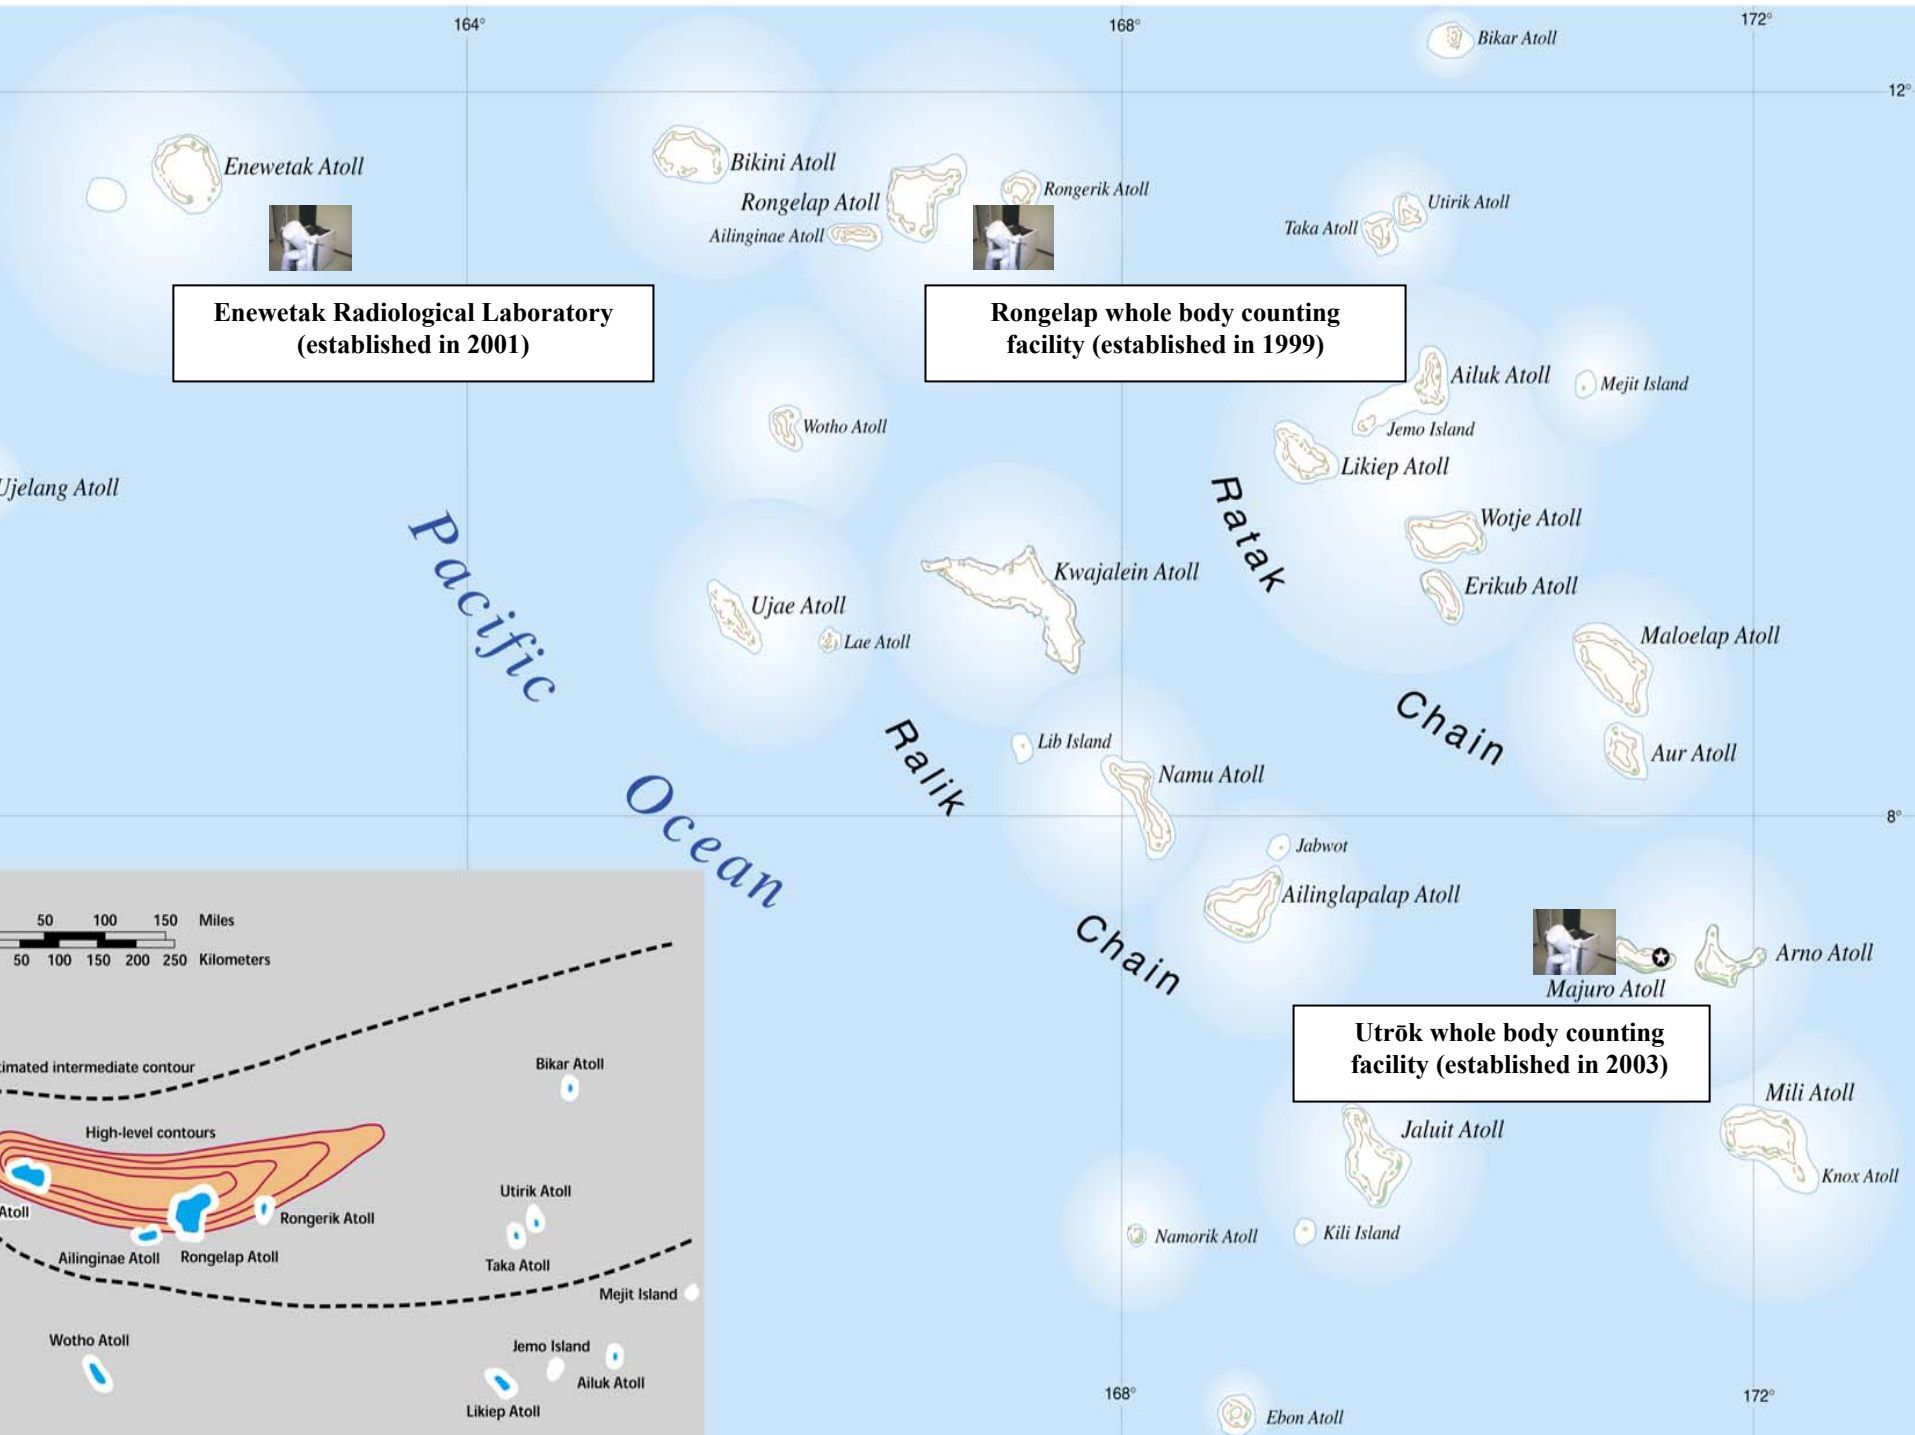 164°
168°
172°
Bikar Atoll
12°
Enewetak Atoll
Bikini Atoll
Rongelap Atoll
Rongerik Atoll
Ailinginae Atoll
Utirik Atoll
Taka Atoll
Enewetak Radiological Laboratory
(established in 2001)
Rongelap whole body counting
facility (established in 1999)
Ailuk Atoll
Mejit Island
Wotho Atoll
Jemo Island
Likiep Atoll
Ujelang Atoll
Wotje Atoll
Ratak
Chain
Pacific
Ocean
Kwajalein Atoll
Erikub Atoll
Ujae Atoll
Lae Atoll
Maloelap Atoll
Ralik
Chain
Lib Island
Namu Atoll
Aur Atoll
8°
Jabwot
Ailinglapalap Atoll
Arno Atoll
Majuro Atoll
Utrōk whole body counting
facility (established in 2003)
Mili Atoll
Jaluit Atoll
Knox Atoll
Namorik Atoll
Kili Island
168°
172°
Ebon Atoll
50 100 150 Miles
50 100 150 200 250 Kilometers
intermediate contour
Bikar Atoll
High-level contours
Utirik Atoll
Atoll
Rongerik Atoll
Ailinginae Atoll
Rongelap Atoll
Taka Atoll
Mejit Island
Wotho Atoll
Jemo Island
Ailuk Atoll
Likiep Atoll